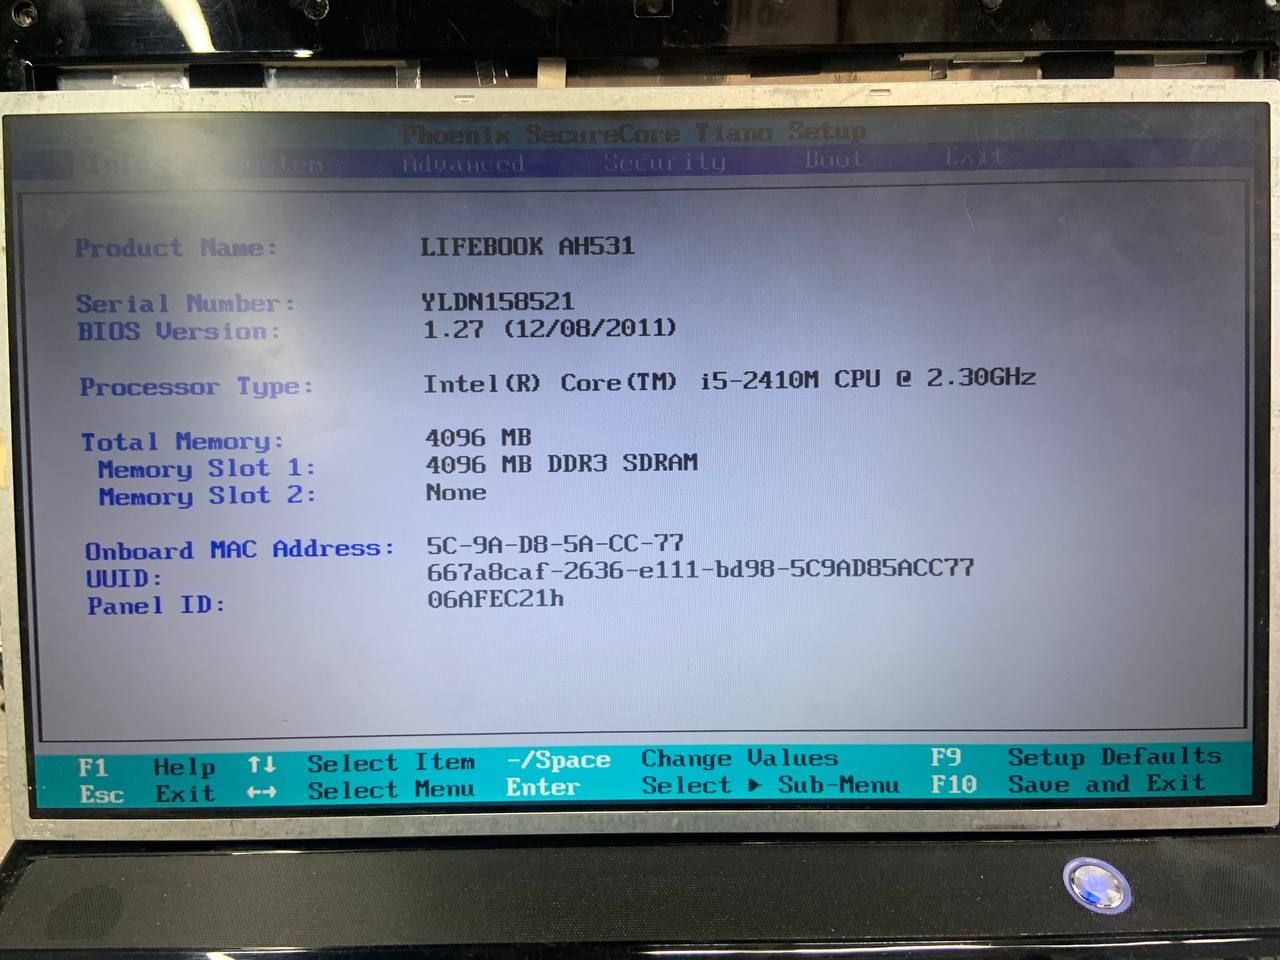 Phoenix SecureCore Tiano Setup
Info System Advanced Security Boot Exit
Product Name: LIFEBOOK AH531
Serial Number: YLDN158521
BIOS Version: 1.27 (12/08/2011)
Processor Type: Intel(R) Core(TM) i5-2410M CPU @ 2.30GHz
Total Memory: 4096 MB
Memory Slot 1: 4096 MB DDR3 SDRAM
Memory Slot 2: None
Onboard MAC Address: 5C-9A-D8-5A-CC-77
UUID: 667a8caf-2636-e111-bd98-5C9AD85ACC77
Panel ID: 06AFEC21h
F1 Help ↑↓ Select Item -/Space Change Values F9 Setup Defaults
Esc Exit ←→ Select Menu Enter Select ▶ Sub-Menu F10 Save and Exit